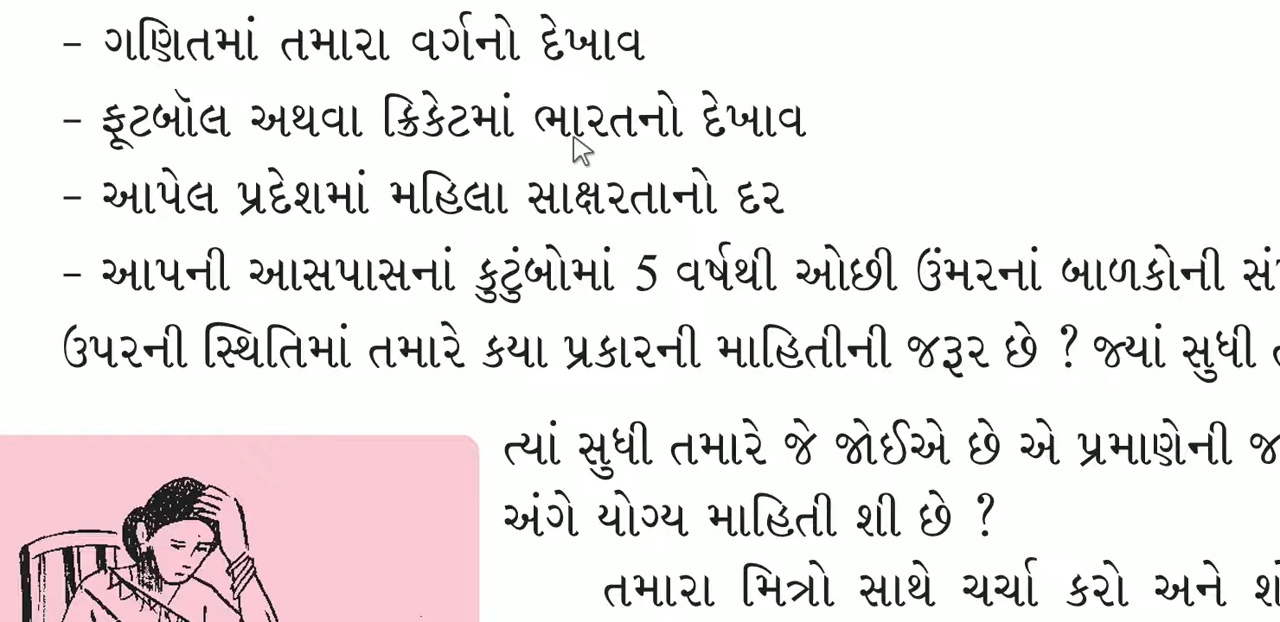 – ગણિતમાં તમારા વર્ગનો દેખાવ
– ફૂટબૉલ અથવા ક્રિકેટમાં ભારતનો દેખાવ
– આપેલ પ્રદેશમાં મહિલા સાક્ષરતાનો દર
– આપની આસપાસનાં કુટુંબોમાં 5 વર્ષથી ઓછી ઉંમરનાં બાળકોની
ઉપરની સ્થિતિમાં તમારે કયા પ્રકારની માહિતીની જરૂર છે ? જ્યાં સુધી
ત્યાં સુધી તમારે જે જોઈએ છે એ પ્રમાણેની
અંગે યોગ્ય માહિતી શી છે ?
તમારા મિત્રો સાથે ચર્ચા કરો અને